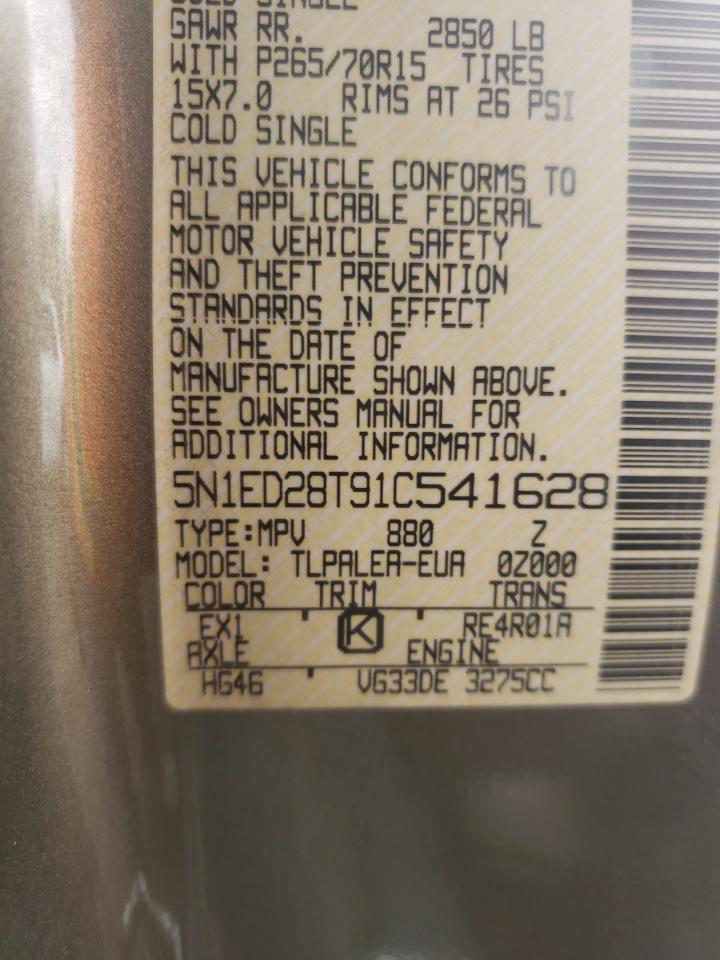 COLD SINGLE
GAWR RR. 2850 LB
WITH P265/70R15 TIRES
15X7.0 RIMS AT 26 PSI
COLD SINGLE
THIS VEHICLE CONFORMS TO
ALL APPLICABLE FEDERAL
MOTOR VEHICLE SAFETY
AND THEFT PREVENTION
STANDARDS IN EFFECT
ON THE DATE OF
MANUFACTURE SHOWN ABOVE.
SEE OWNERS MANUAL FOR
ADDITIONAL INFORMATION.
5N1ED28T91C541628
TYPE:MPV 880 Z
MODEL: TLPALEA-EUA 0Z000
COLOR TRIM TRANS
EX1 K RE4R01A
AXLE ENGINE
HG46 VG33DE 3275CC